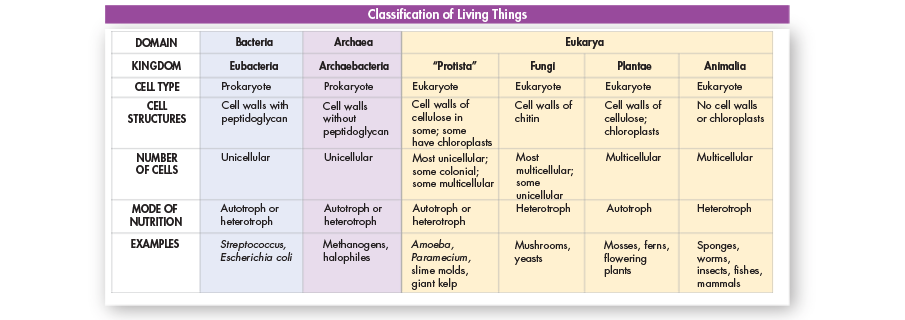 Classification of Living Things
DOMAIN Bacteria Archaea Eukarya
KINGDOM Eubacteria Archaebacteria “Protista” Fungi Plantae Animalia
CELL TYPE Prokaryote Prokaryote Eukaryote Eukaryote Eukaryote Eukaryote
CELL STRUCTURES
Cell walls with
peptidoglycan
Cell walls
without
peptidoglycan
Cell walls of
cellulose in
some; some
have chloroplasts
Cell walls of
chitin
Cell walls of
cellulose;
chloroplasts
No cell walls
or chloroplasts
NUMBER
OF CELLS
Unicellular
Unicellular
Most unicellular;
some colonial;
some multicellular
Most
multicellular;
some
unicellular
Multicellular
Multicellular
MODE OF
NUTRITION
Autotroph or
heterotroph
Autotroph or
heterotroph
Autotroph or
heterotroph
Heterotroph
Autotroph
Heterotroph
EXAMPLES
Streptococcus,
Escherichia coli
Methanogens,
halophiles
Amoeba,
Paramecium,
slime molds,
giant kelp
Mushrooms,
yeasts
Mosses, ferns,
flowering
plants
Sponges,
worms,
insects, fishes,
mammals